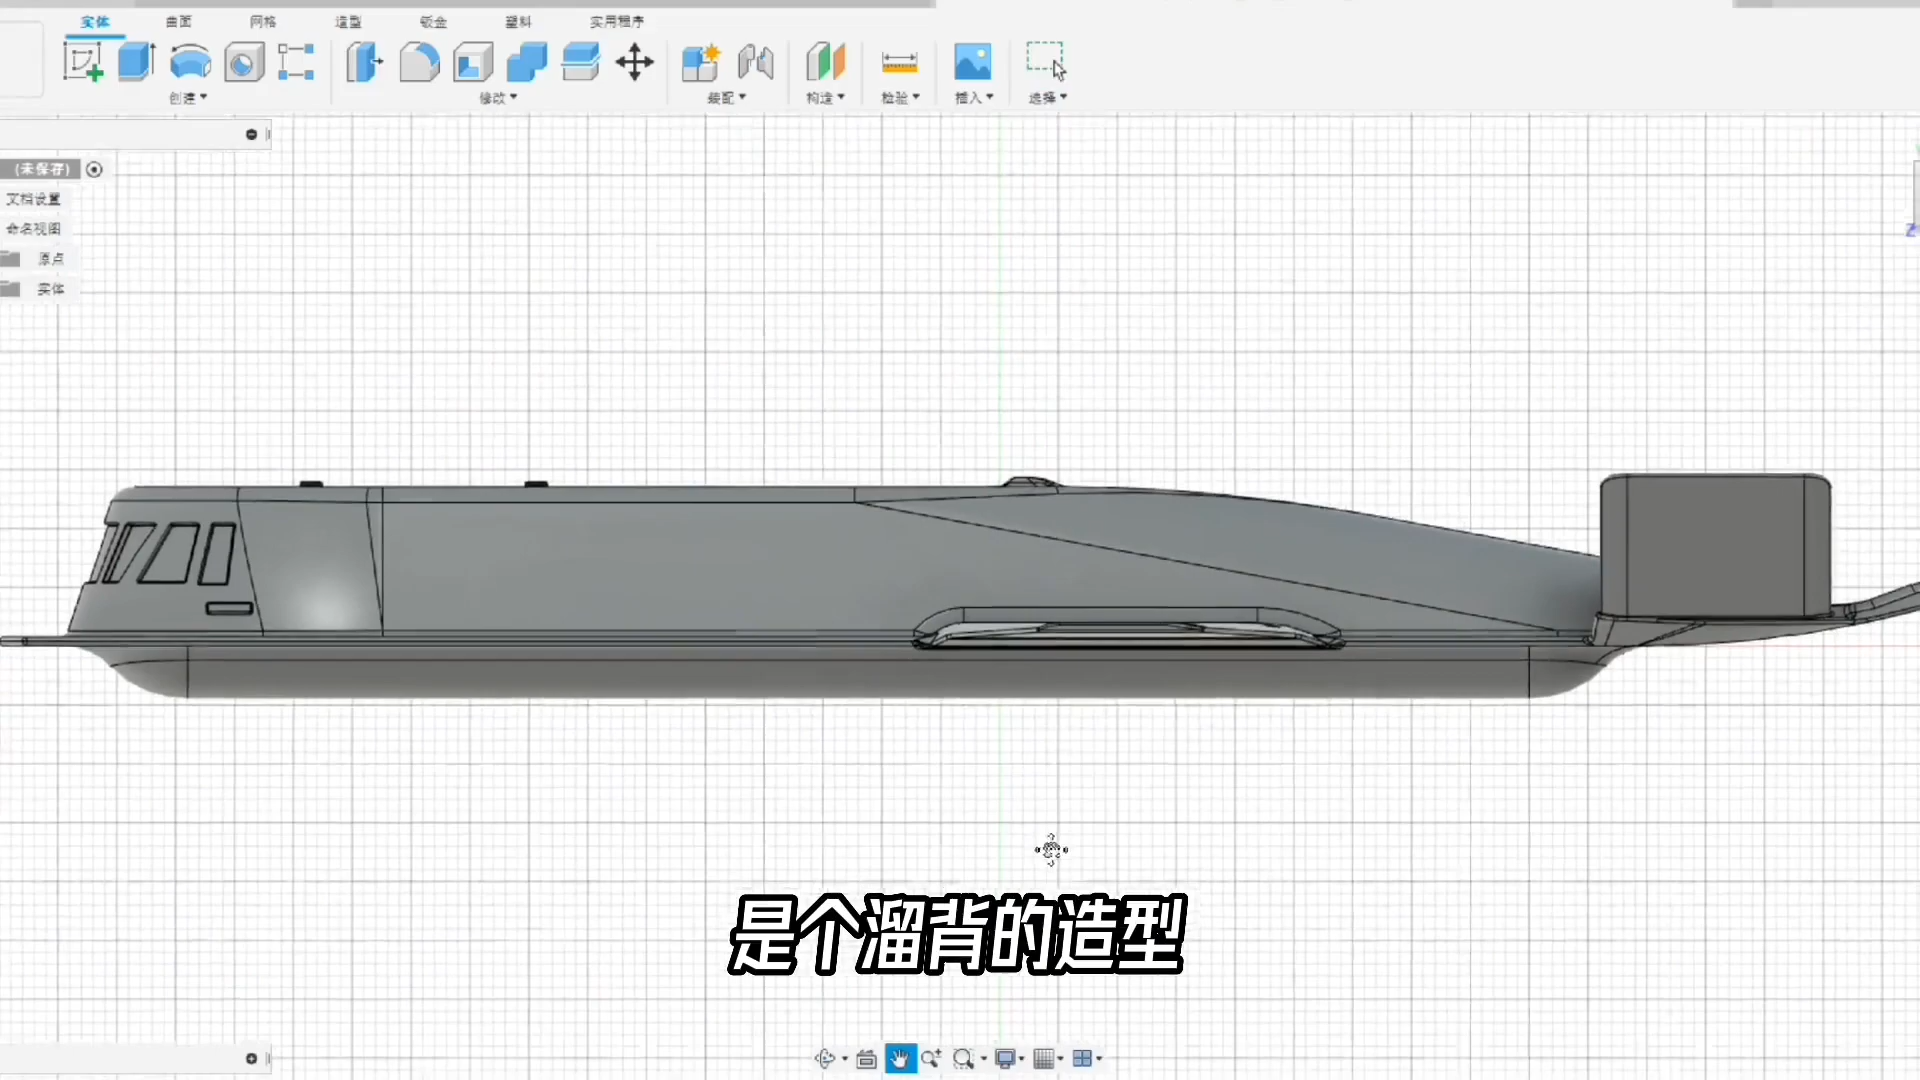 实体 曲面 网格 造型 钣金 塑料 实用程序
创建 修改 装配 构造 检验 插入 选择
(未保存)
文档设置
命名视图
原点
Z
实体
是个溜背的造型